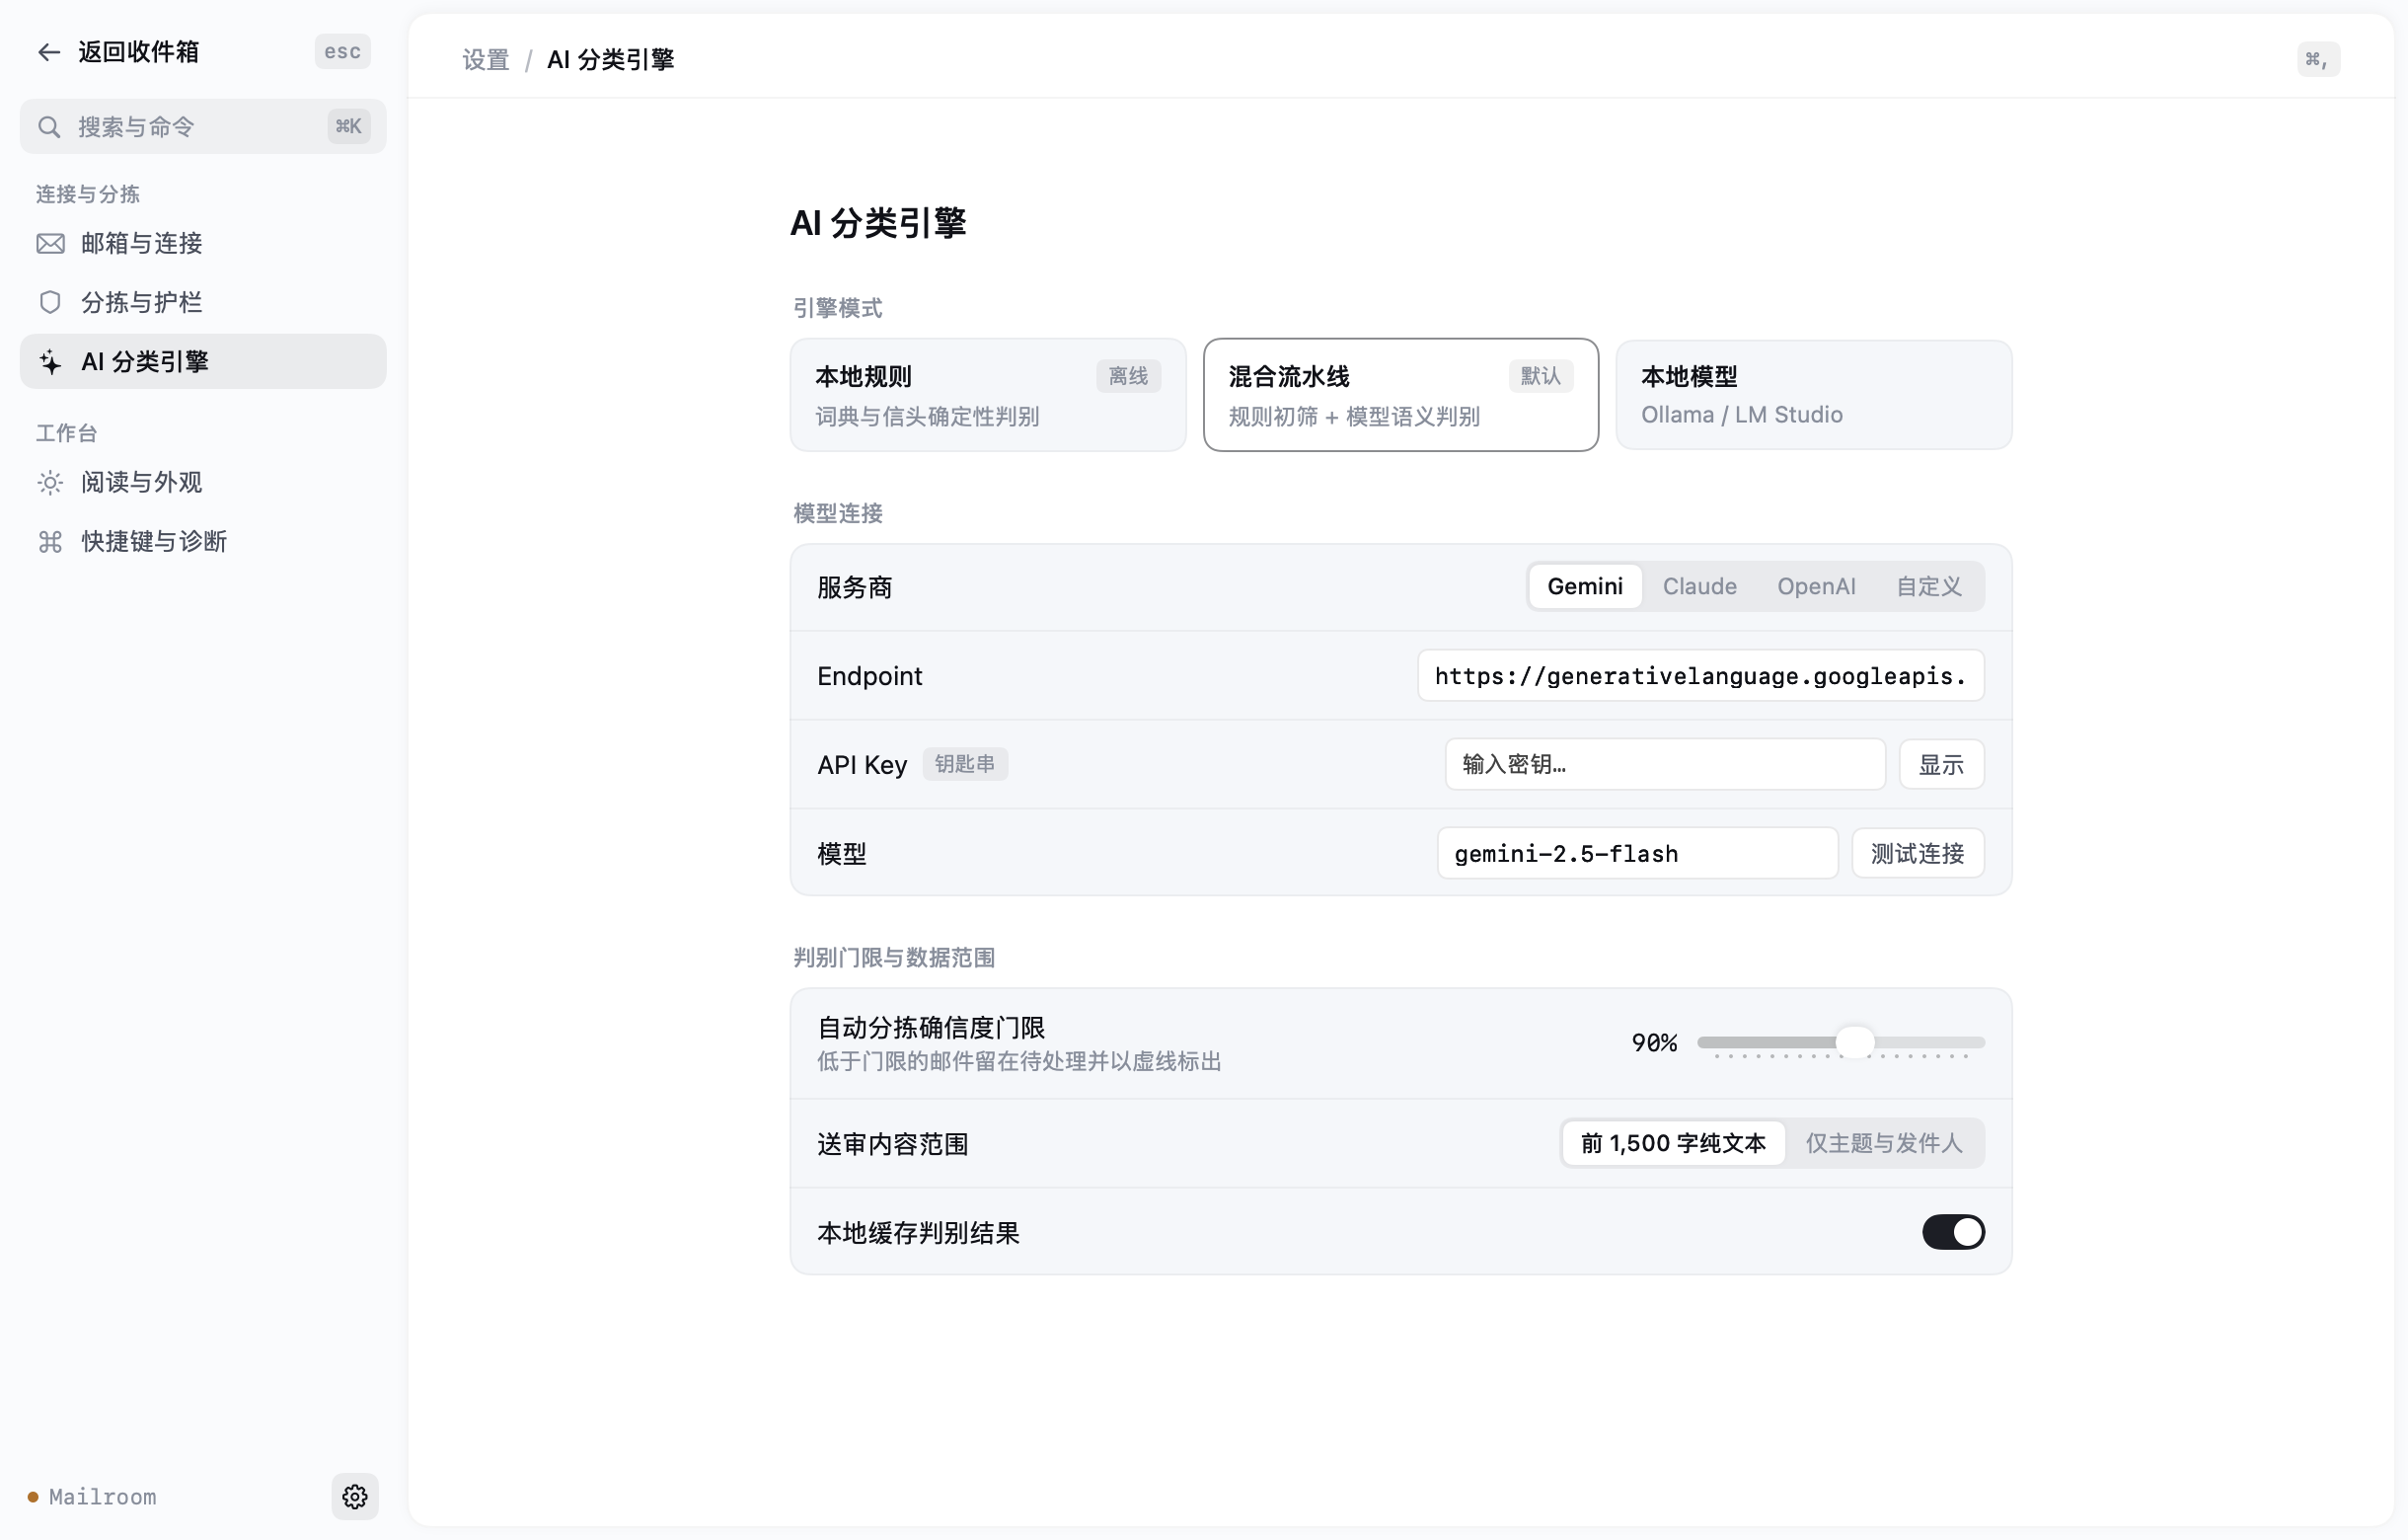 返回收件箱 esc
搜索与命令 ⌘K
连接与分拣
邮箱与连接
分拣与护栏
AI 分类引擎
工作台
阅读与外观
快捷键与诊断
Mailroom
设置 / AI 分类引擎 ⌘,
AI 分类引擎
引擎模式
本地规则 离线
词典与信头确定性判别
混合流水线 默认
规则初筛 + 模型语义判别
本地模型
Ollama / LM Studio
模型连接
服务商 Gemini Claude OpenAI 自定义
Endpoint https://generativelanguage.googleapis.
API Key 钥匙串 输入密钥… 显示
模型 gemini-2.5-flash 测试连接
判别门限与数据范围
自动分拣确信度门限 90%
低于门限的邮件留在待处理并以虚线标出
送审内容范围 前 1,500 字纯文本 仅主题与发件人
本地缓存判别结果